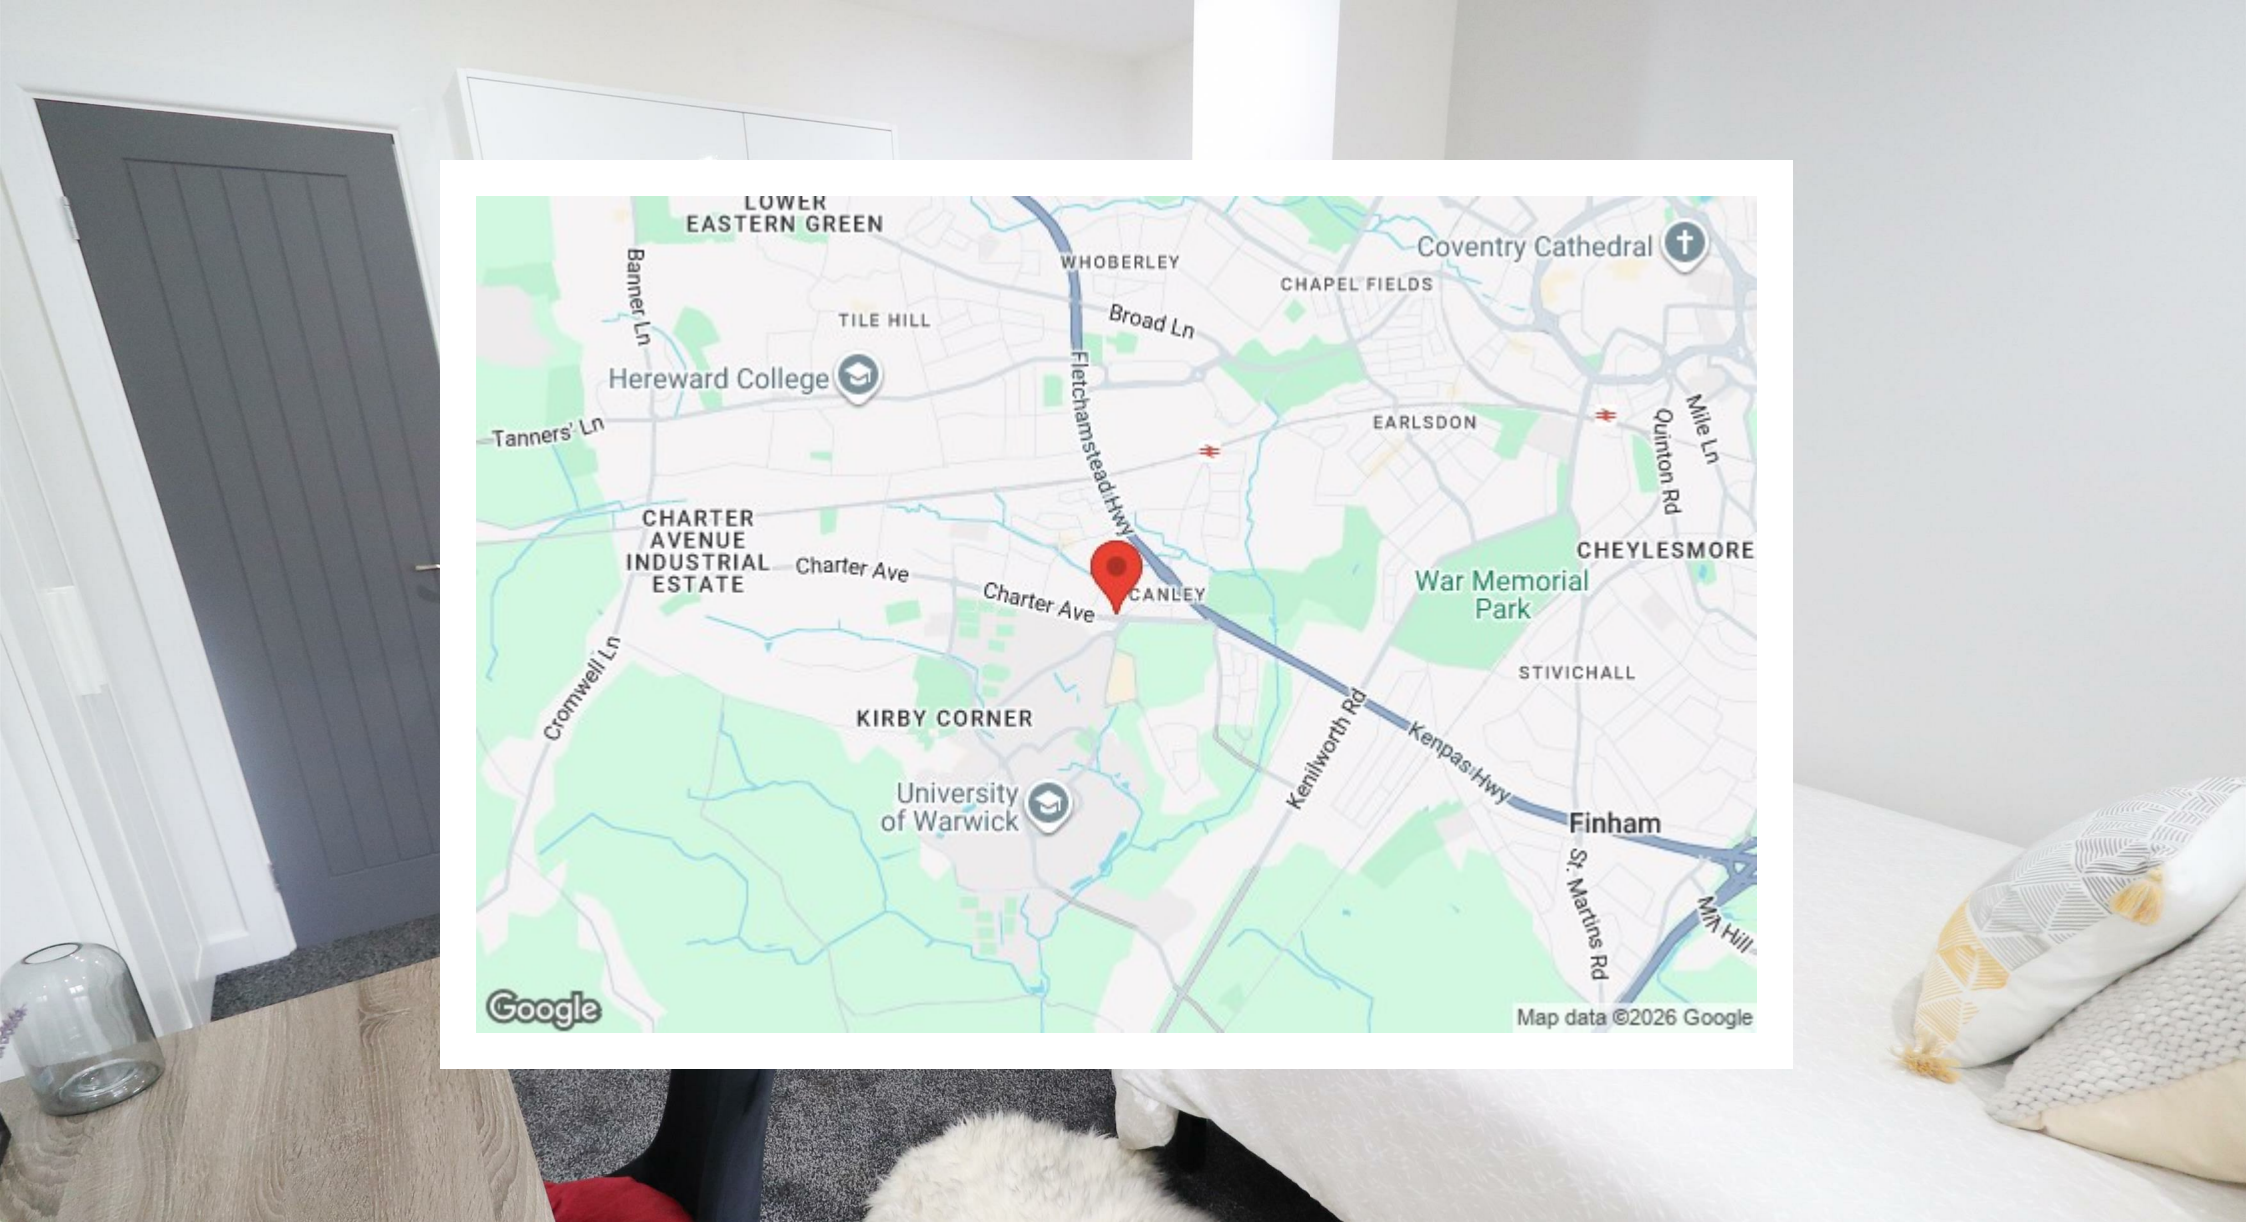 LOWER
EASTERN GREEN
Banner Ln
WHOBERLEY
Coventry Cathedral
CHAPEL FIELDS
TILE HILL
Broad Ln
Hereward College
Fletchamstead Hwy
Tanners' Ln
EARLSDON
Quinton Rd
Mile Ln
CHARTER
AVENUE
INDUSTRIAL
ESTATE
Charter Ave
Charter Ave
CANLEY
War Memorial
Park
CHEYLESMORE
Cromwell Ln
STIVICHALL
KIRBY CORNER
Kenilworth Rd
Kenpas Hwy
University
of Warwick
Finham
St. Martins Rd
Mill Hill
Google
Map data ©2026 Google